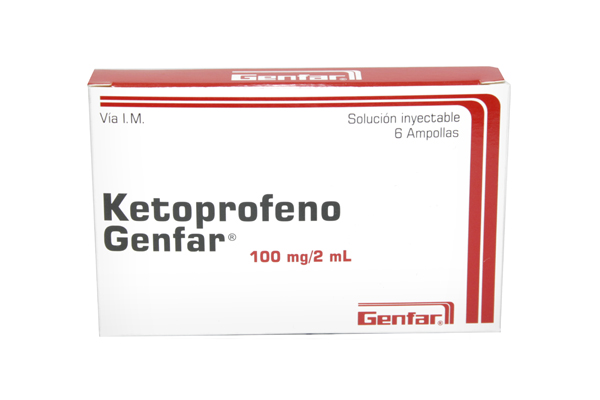 Genfar
Vía I.M.
Solución inyectable
6 Ampollas
Ketoprofeno
Genfar®
100 mg/2 mL
Genfar®